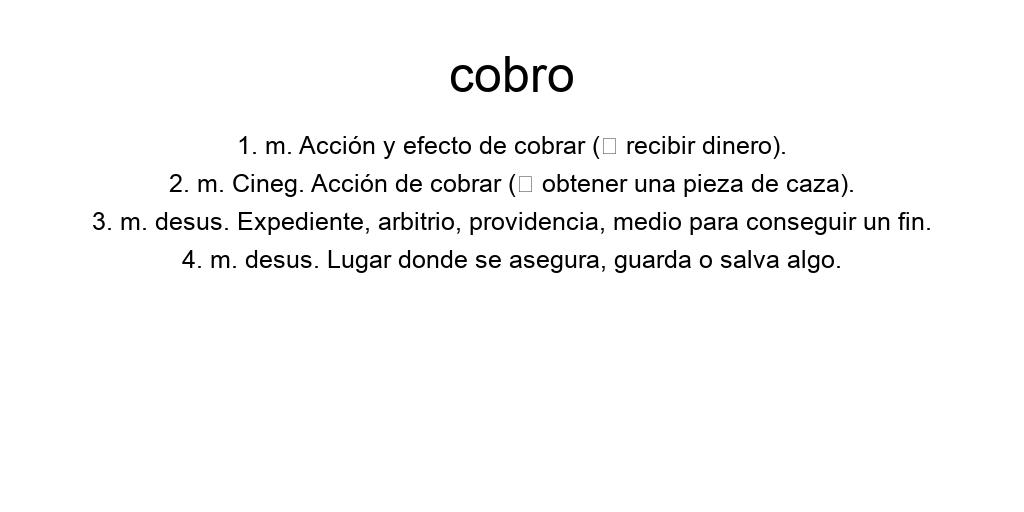 cobro
1. m. Acción y efecto de cobrar (□ recibir dinero).
2. m. Cineg. Acción de cobrar (□ obtener una pieza de caza).
3. m. desus. Expediente, arbitrio, providencia, medio para conseguir un fin.
4. m. desus. Lugar donde se asegura, guarda o salva algo.